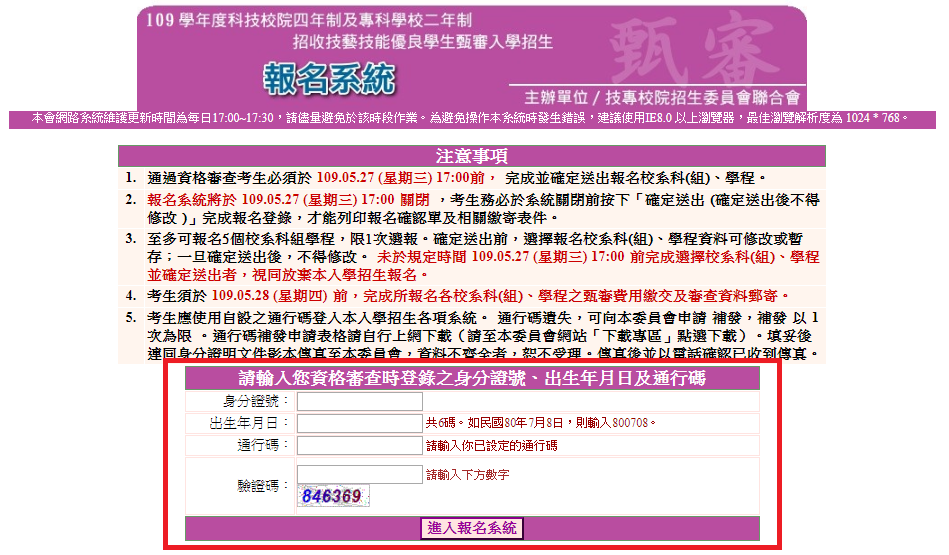 109 學年度科技校院四年制及專科學校二年制
招收技藝技能優良學生甄審入學招生
甄審
報名系統
主辦單位 / 技專校院招生委員會聯合會
本會網路系統維護更新時間為每日17:00~17:30，請儘量避免於該時段作業。為避免操作本系統時發生錯誤，建議使用IE8.0 以上瀏覽器，最佳瀏覽解析度為 1024 * 768。
注意事項
1. 通過資格審查考生必須於 109.05.27 (星期三) 17:00前， 完成並確定送出報名校系科(組)、學程。
2. 報名系統將於 109.05.27 (星期三) 17:00 關閉 ，考生務必於系統關閉前按下「確定送出 (確定送出後不得
修改 )」完成報名登錄，才能列印報名確認單及相關繳寄表件。
3. 至多可報名5個校系科組學程，限1次選報。確定送出前，選擇報名校系科(組)、學程資料可修改或暫
存；一旦確定送出後，不得修改。 未於規定時間 109.05.27 (星期三) 17:00 前完成選擇校系科(組)、學程
並確定送出者，視同放棄本入學招生報名。
4. 考生須於 109.05.28 (星期四) 前，完成所報名各校系科(組)、學程之甄審費用繳交及審查資料郵寄。
5. 考生應使用自設之通行碼登入本入學招生各項系統。 通行碼遺失，可向本委員會申請 補發，補發 以 1
次為限 。通行碼補發申請表格請自行上網下載（請至本委員會網站「下載專區」點選下載）。填妥後
連同身分證明文件影本傳真至本委員會，資料不齊全者，恕不受理。傳真後並以電話確認已收到傳真。
請輸入您資格審查時登錄之身分證號、出生年月日及通行碼
身分證號：
出生年月日： 共6碼。如民國80年7月8日，則輸入800708。
通行碼： 請輸入你已設定的通行碼
驗證碼： 請輸入下方數字
846369
進入報名系統